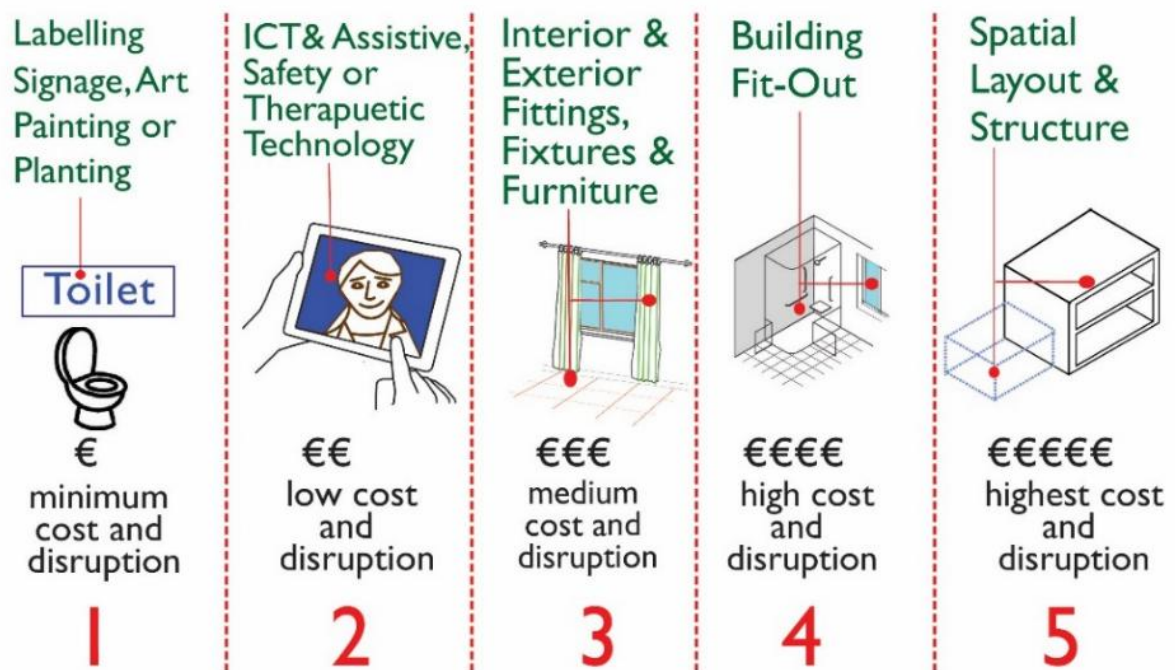 Labelling
Signage, Art
Painting or
Planting
Toilet
€
minimum
cost and
disruption
1
ICT& Assistive,
Safety or
Therapuetic
Technology
€€
low cost
and
disruption
2
Interior &
Exterior
Fittings,
Fixtures &
Furniture
€€€
medium
cost and
disruption
3
Building
Fit-Out
€€€€
high cost
and
disruption
4
Spatial
Layout &
Structure
€€€€€
highest cost
and
disruption
5